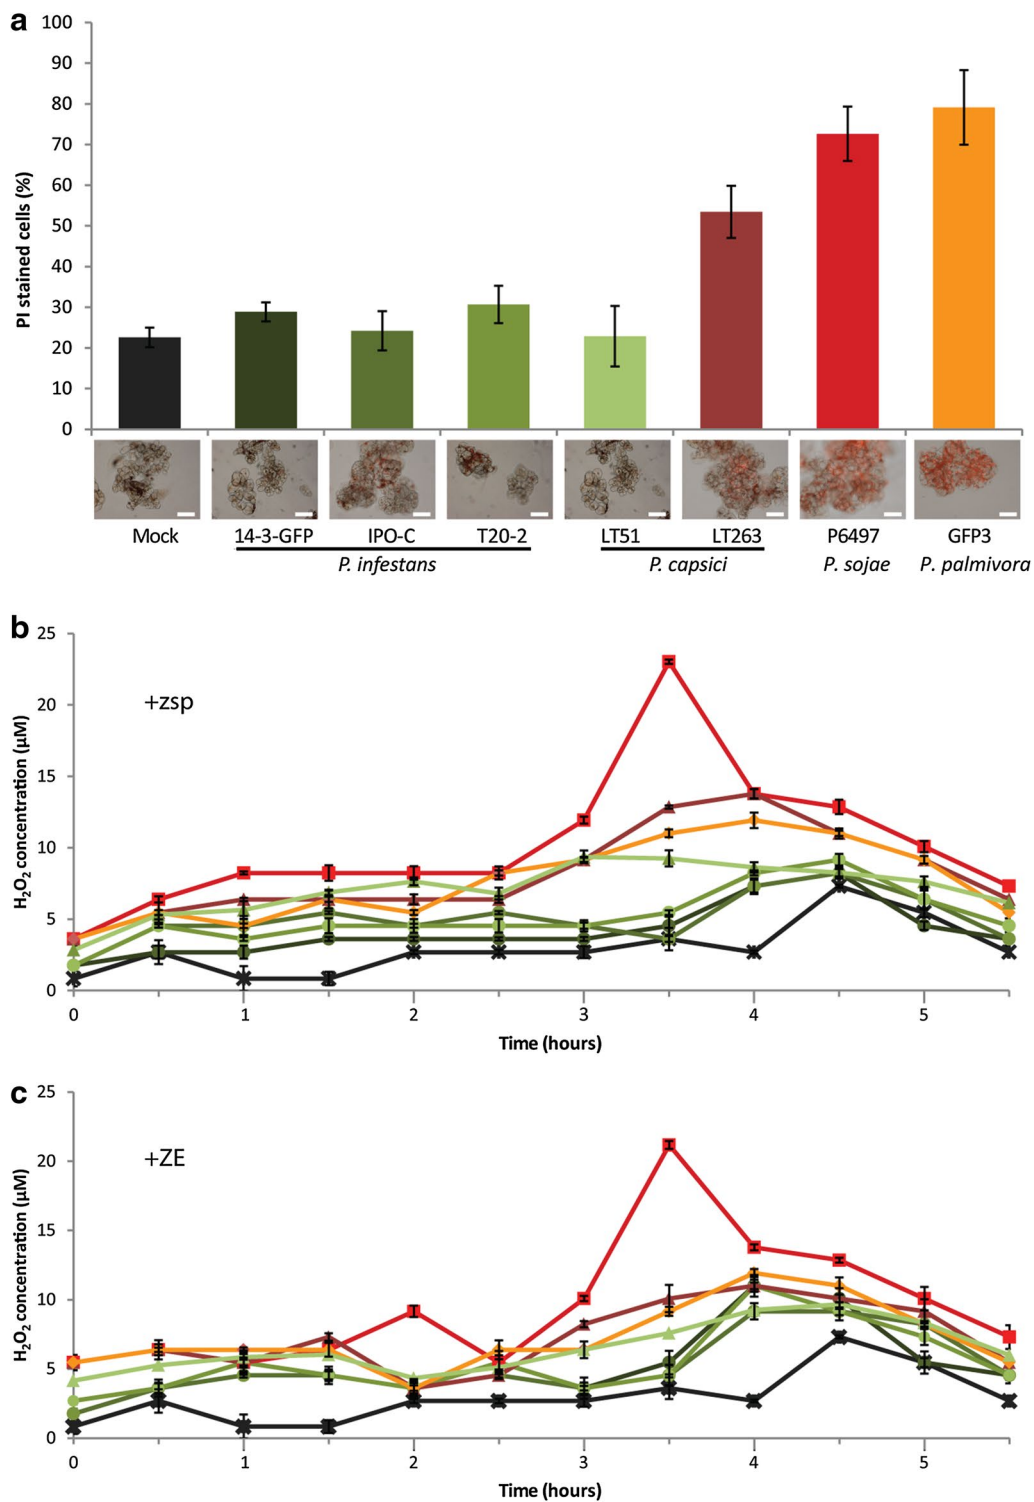 a
PI stained cells (%)
100
90
80
70
60
50
40
30
20
10
0
Mock 14-3-GFP IPO-C T20-2 LT51 LT263 P6497 GFP3
P. infestans P. capsici P. sojae P. palmivora
b
+zsp
H₂O₂ concentration (µM)
25
20
15
10
5
0
0 1 2 3 4 5
Time (hours)
c
+ZE
H₂O₂ concentration (µM)
25
20
15
10
5
0
0 1 2 3 4 5
Time (hours)